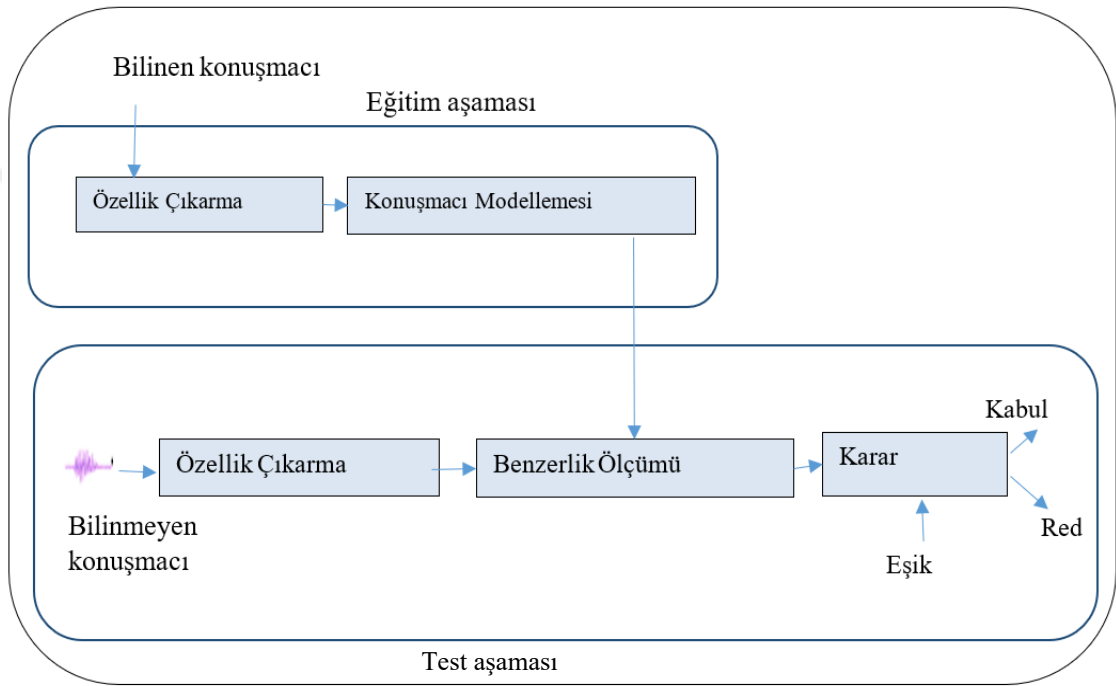 Bilinen konuşmacı
Eğitim aşaması
Özellik Çıkarma
Konuşmacı Modellemesi
Kabul
Özellik Çıkarma
Benzerlik Ölçümü
Karar
Red
Bilinmeyen
konuşmacı
Eşik
Test aşaması